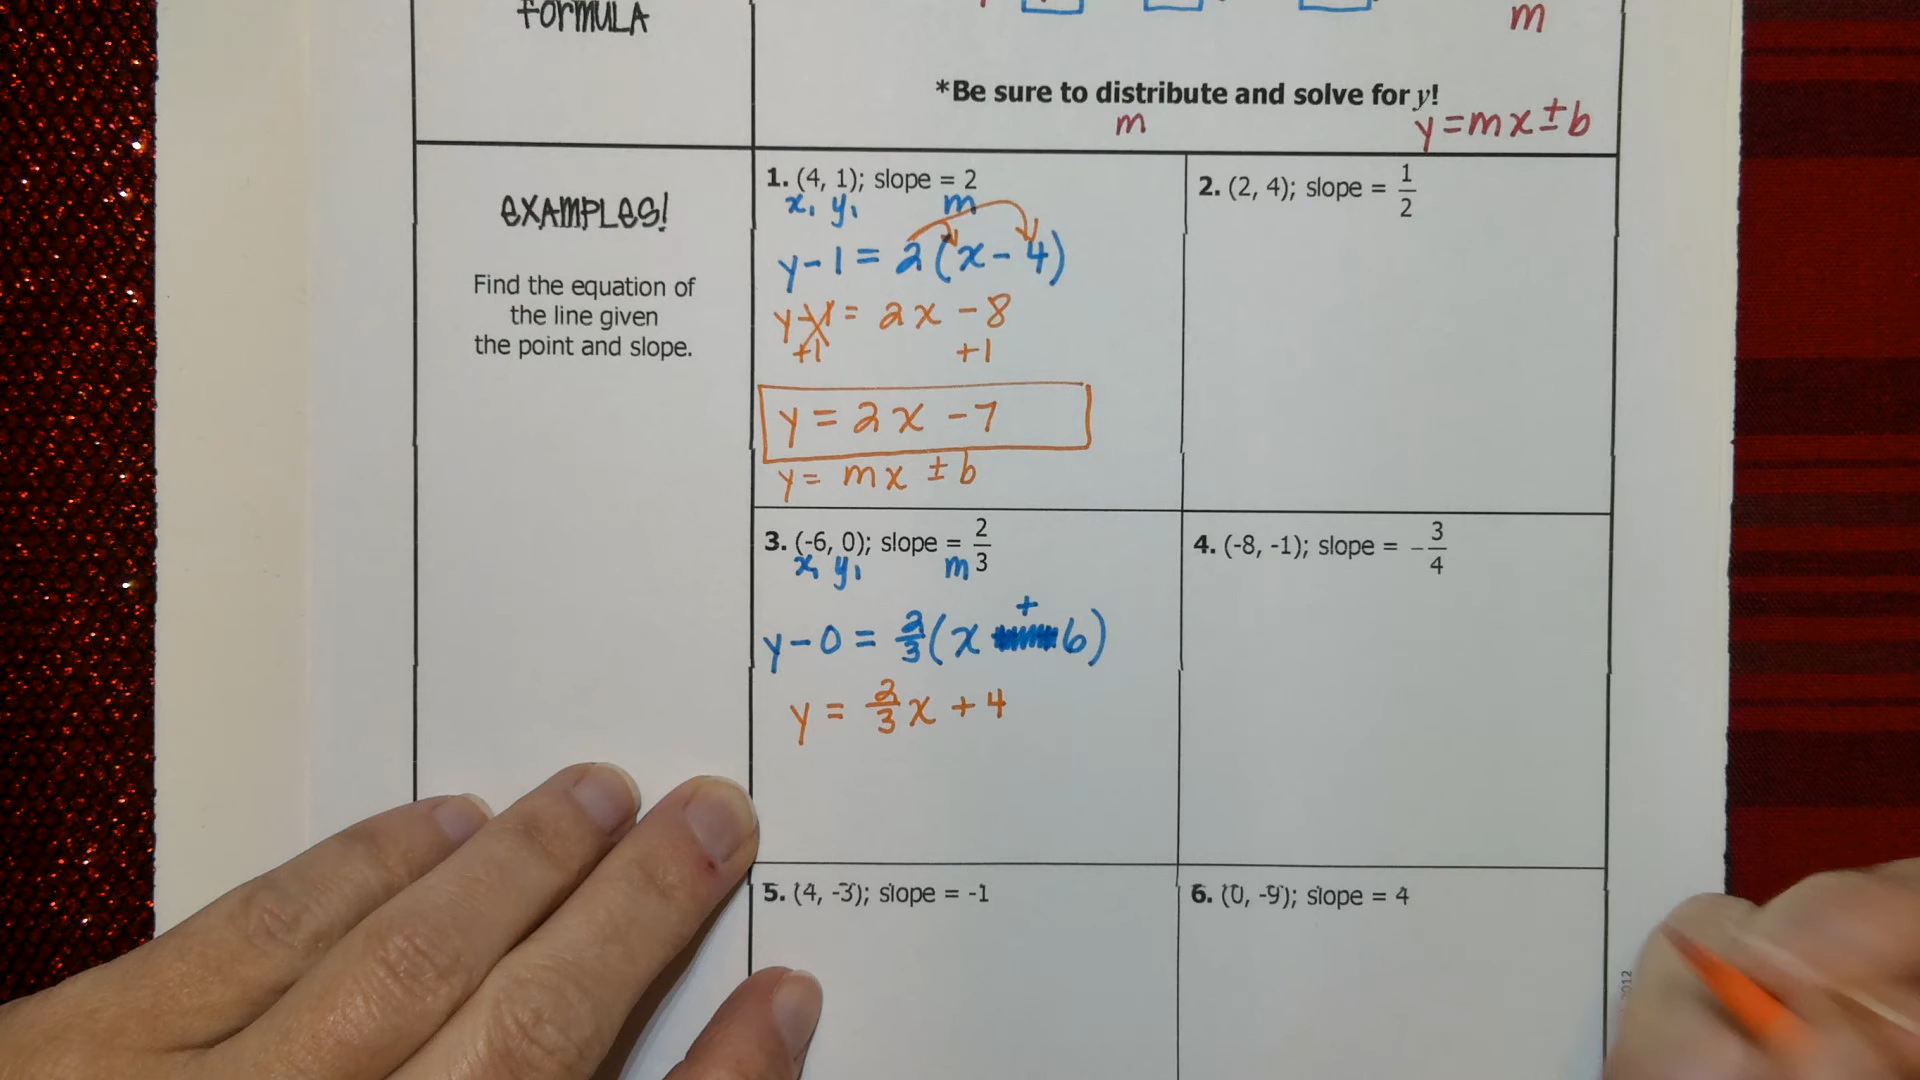 FORMULA
m
*Be sure to distribute and solve for y!
m
y=mx±b
EXAMPLES!
Find the equation of
the line given
the point and slope.
1. (4, 1); slope = 2
x₁ y₁ m
y-1 = 2(x-4)
y-1 = 2x -8
+1 +1
y = 2x -7
y = mx ± b
2. (2, 4); slope = 1/2
3. (-6, 0); slope = 2/3
x₁ y₁ m
y-0 = 2/3(x + 6)
y = 2/3x + 4
4. (-8, -1); slope = -3/4
5. (4, -3); slope = -1
6. (0, -9); slope = 4
2012